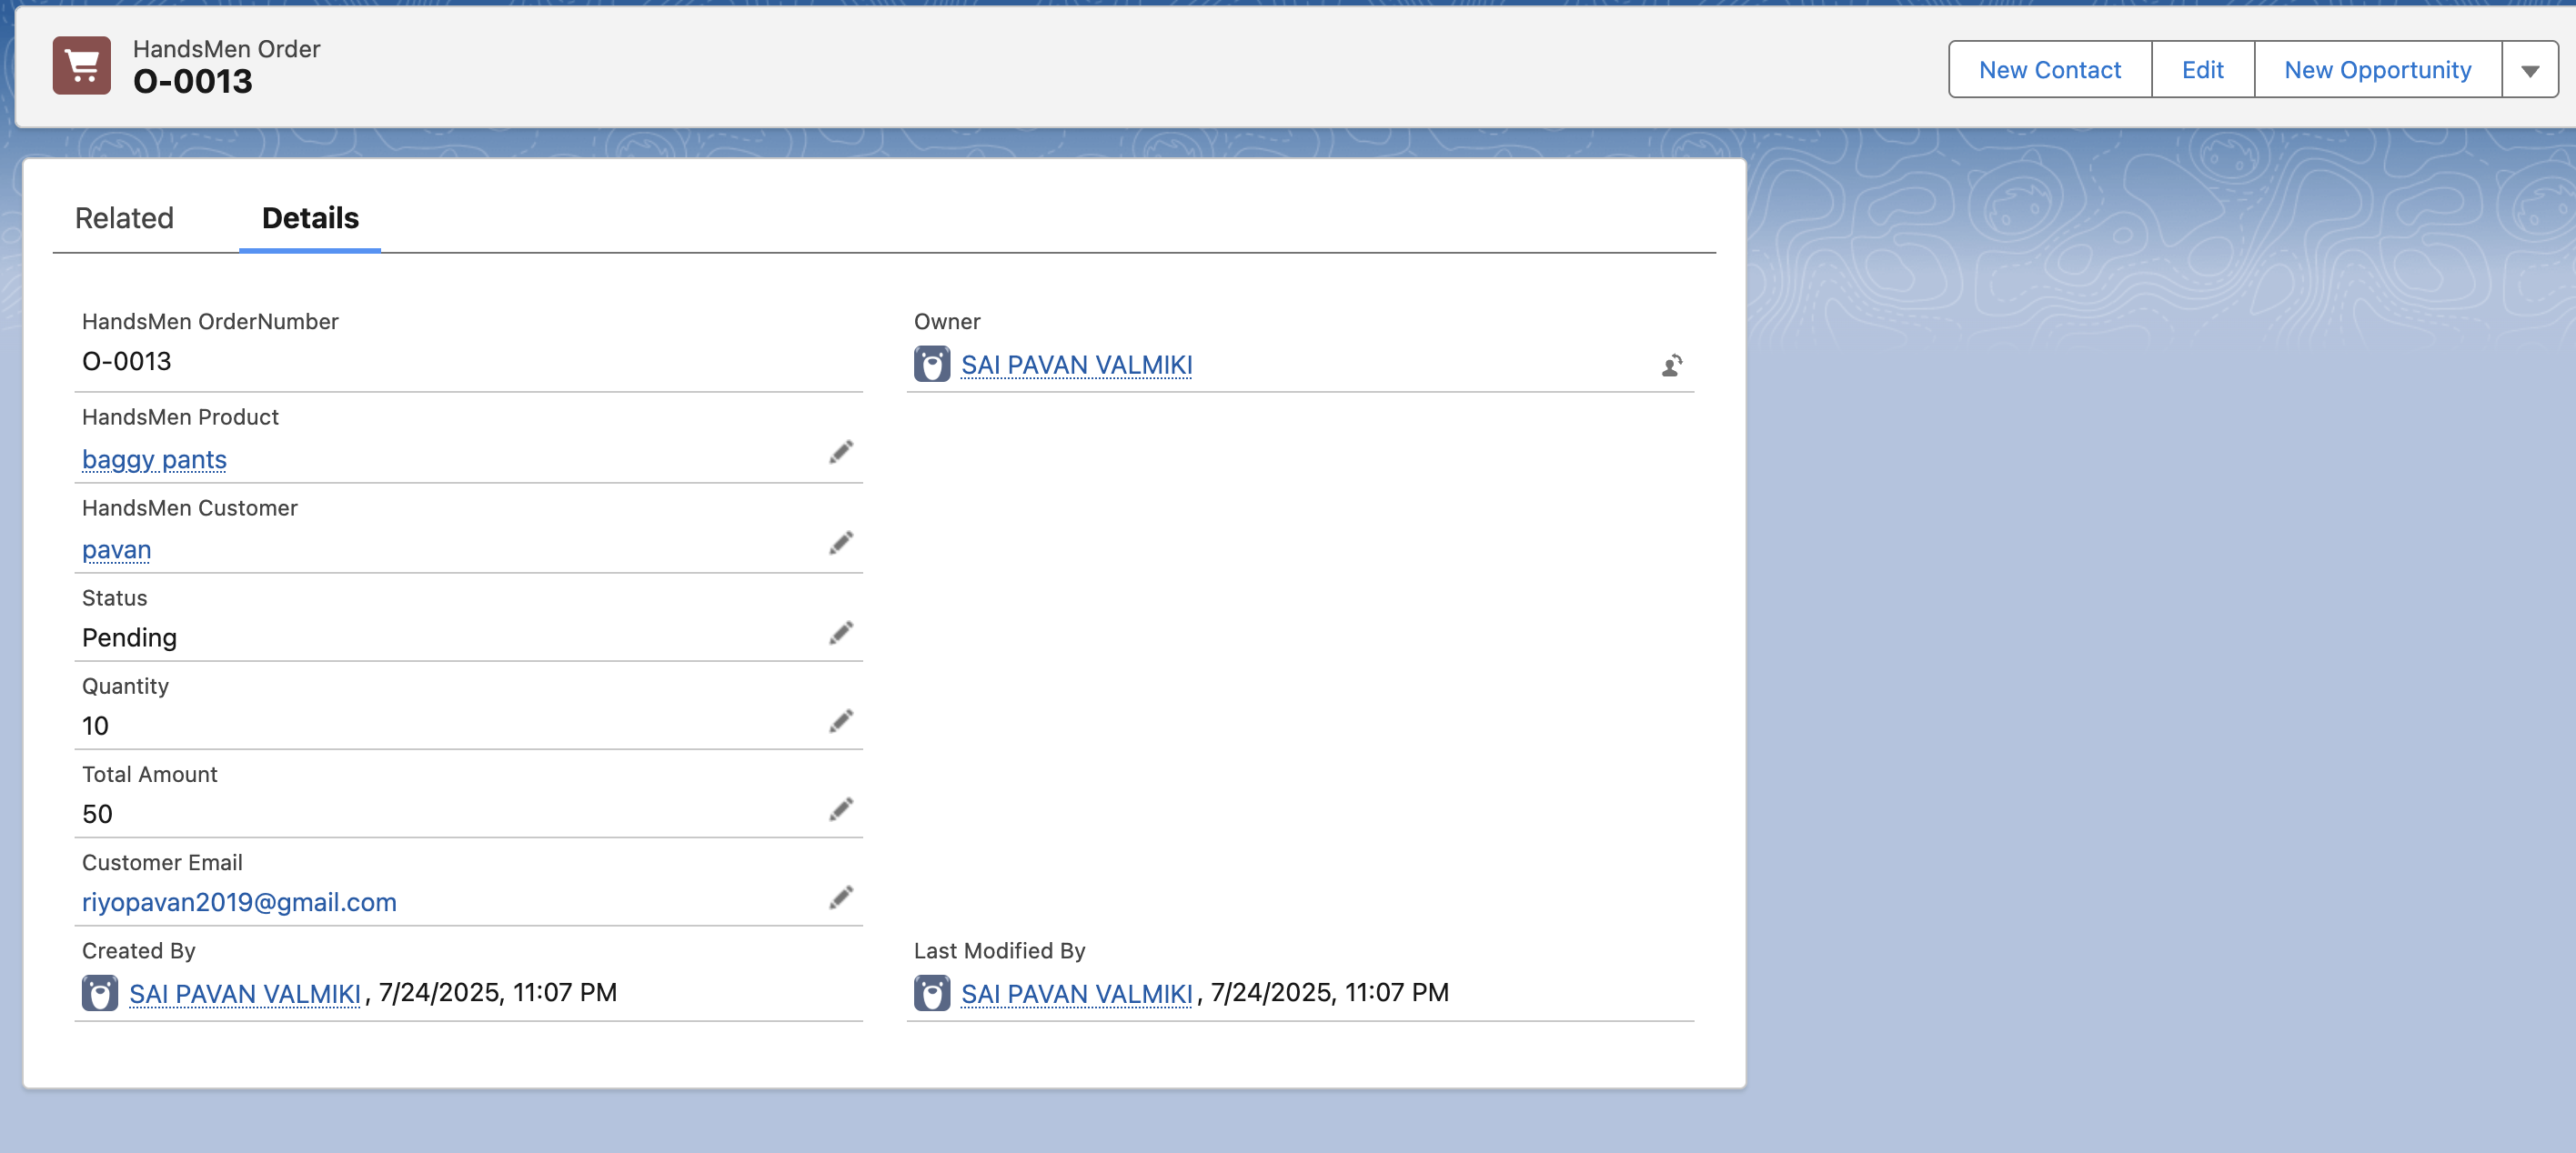 HandsMen Order
O-0013
New Contact
Edit
New Opportunity
Related
Details
HandsMen OrderNumber
O-0013
Owner
SAI PAVAN VALMIKI
HandsMen Product
baggy pants
HandsMen Customer
pavan
Status
Pending
Quantity
10
Total Amount
50
Customer Email
riyopavan2019@gmail.com
Created By
SAI PAVAN VALMIKI, 7/24/2025, 11:07 PM
Last Modified By
SAI PAVAN VALMIKI, 7/24/2025, 11:07 PM